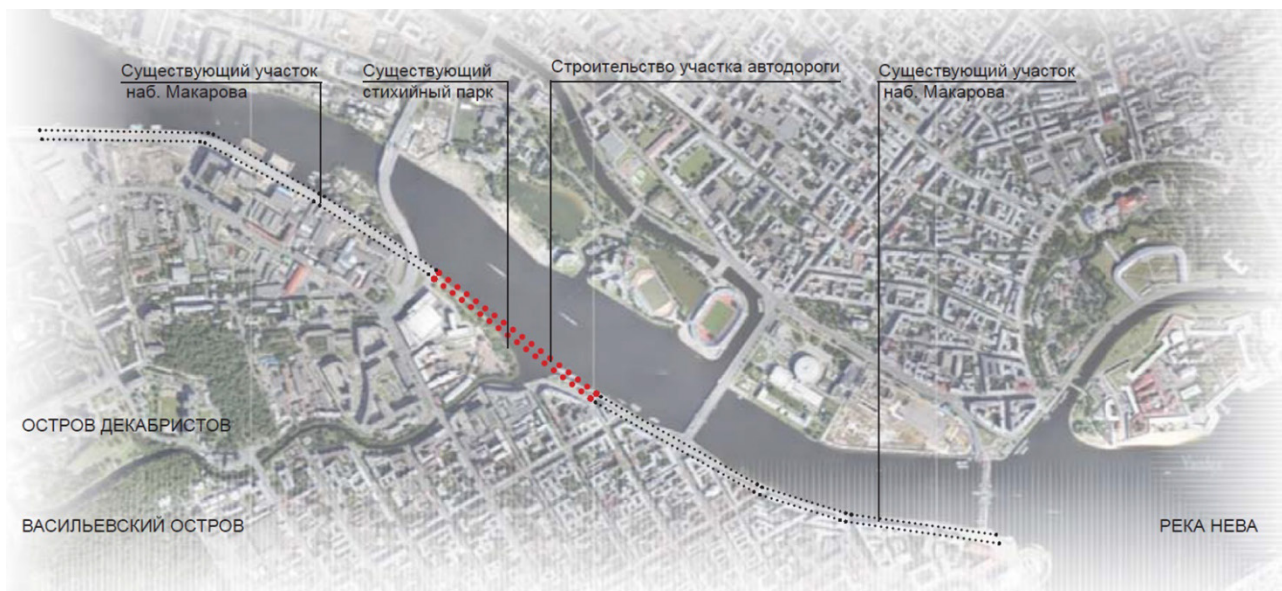 Существующий участок
наб. Макарова
Существующий
стихийный парк
Строительство участка автодороги
Существующий участок
наб. Макарова
ОСТРОВ ДЕКАБРИСТОВ
ВАСИЛЬЕВСКИЙ ОСТРОВ
РЕКА НЕВА